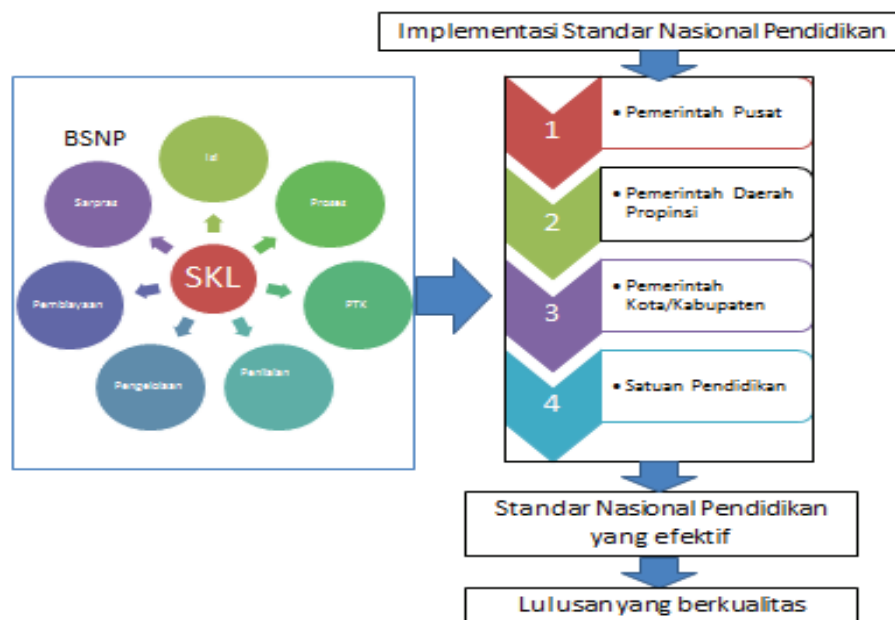 Implementasi Standar Nasional Pendidikan
BSNP
Isi
Proses
PTK
Penilaian
Pengelolaan
Pembiayaan
Sarpras
SKL
1
• Pemerintah Pusat
2
• Pemerintah Daerah
Propinsi
3
• Pemerintah
Kota/Kabupaten
4
• Satuan Pendidikan
Standar Nasional Pendidikan
yang efektif
Lulusan yang berkualitas